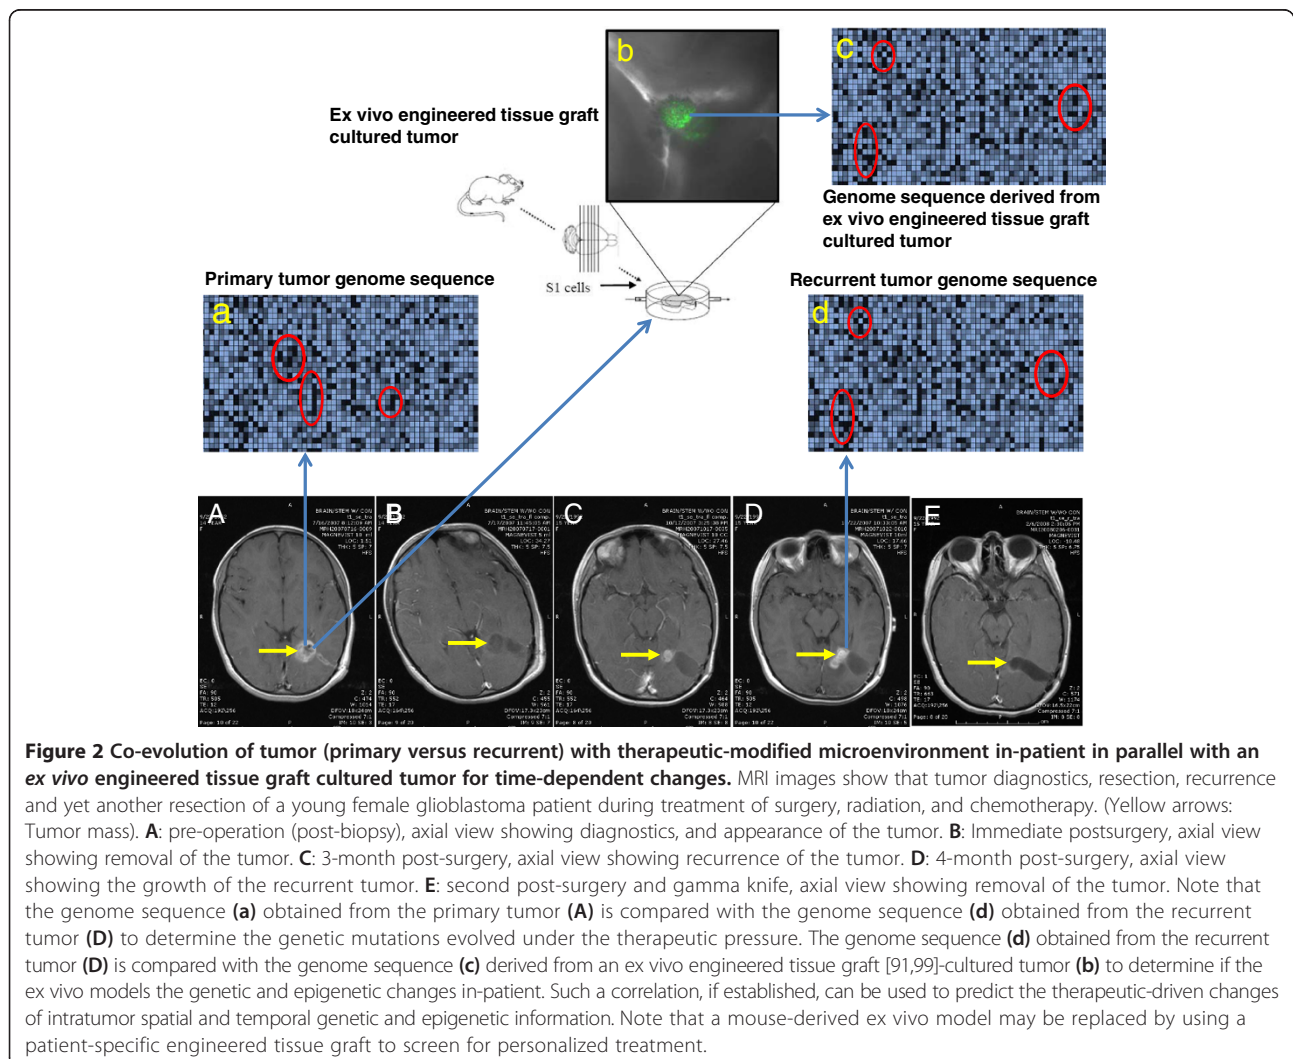 b
c
Ex vivo engineered tissue graft
cultured tumor
Genome sequence derived from
ex vivo engineered tissue graft
cultured tumor
S1 cells
Primary tumor genome sequence
Recurrent tumor genome sequence
a
d
A
B
C
D
E
Figure 2 Co-evolution of tumor (primary versus recurrent) with therapeutic-modified microenvironment in-patient in parallel with an
ex vivo engineered tissue graft cultured tumor for time-dependent changes. MRI images show that tumor diagnostics, resection, recurrence
and yet another resection of a young female glioblastoma patient during treatment of surgery, radiation, and chemotherapy. (Yellow arrows:
Tumor mass). A: pre-operation (post-biopsy), axial view showing diagnostics, and appearance of the tumor. B: Immediate postsurgery, axial view
showing removal of the tumor. C: 3-month post-surgery, axial view showing recurrence of the tumor. D: 4-month post-surgery, axial view
showing the growth of the recurrent tumor. E: second post-surgery and gamma knife, axial view showing removal of the tumor. Note that
the genome sequence (a) obtained from the primary tumor (A) is compared with the genome sequence (d) obtained from the recurrent
tumor (D) to determine the genetic mutations evolved under the therapeutic pressure. The genome sequence (d) obtained from the recurrent
tumor (D) is compared with the genome sequence (c) derived from an ex vivo engineered tissue graft [91,99]-cultured tumor (b) to determine if the
ex vivo models the genetic and epigenetic changes in-patient. Such a correlation, if established, can be used to predict the therapeutic-driven changes
of intratumor spatial and temporal genetic and epigenetic information. Note that a mouse-derived ex vivo model may be replaced by using a
patient-specific engineered tissue graft to screen for personalized treatment.